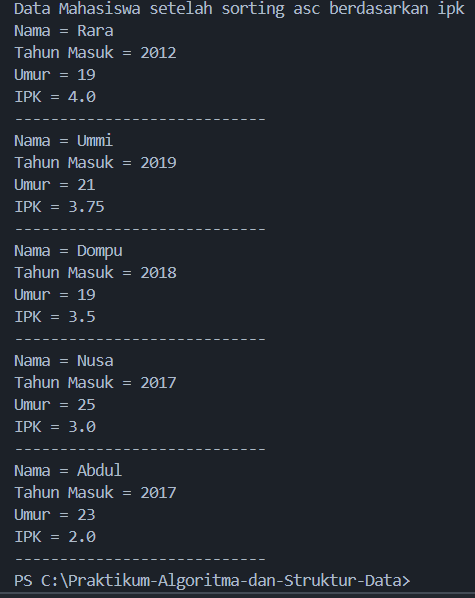 Data Mahasiswa setelah sorting asc berdasarkan ipk
Nama = Rara
Tahun Masuk = 2012
Umur = 19
IPK = 4.0
----------------------------
Nama = Ummi
Tahun Masuk = 2019
Umur = 21
IPK = 3.75
----------------------------
Nama = Dompu
Tahun Masuk = 2018
Umur = 19
IPK = 3.5
----------------------------
Nama = Nusa
Tahun Masuk = 2017
Umur = 25
IPK = 3.0
----------------------------
Nama = Abdul
Tahun Masuk = 2017
Umur = 23
IPK = 2.0
----------------------------
PS C:\Praktikum-Algoritma-dan-Struktur-Data>